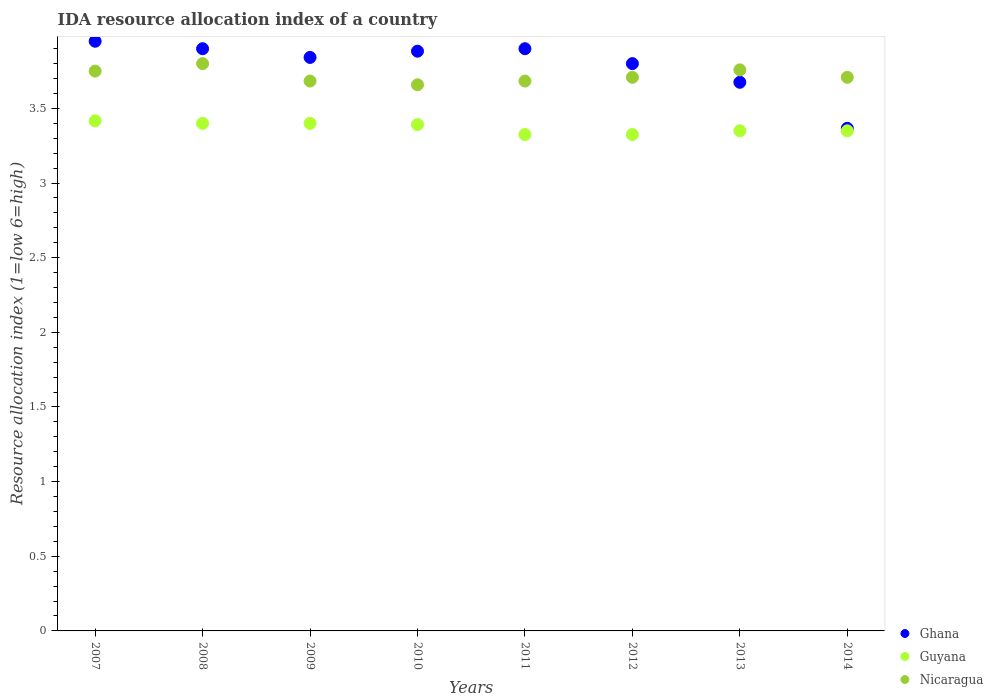 IDA resource allocation index of a country
Resource allocation index (1=low 6=high)
3.5
3
2.5
2
1.5
1
0.5
0
2007
2008
2009
2010
2011
2012
2013
2014
Years
Ghana
Guyana
Nicaragua